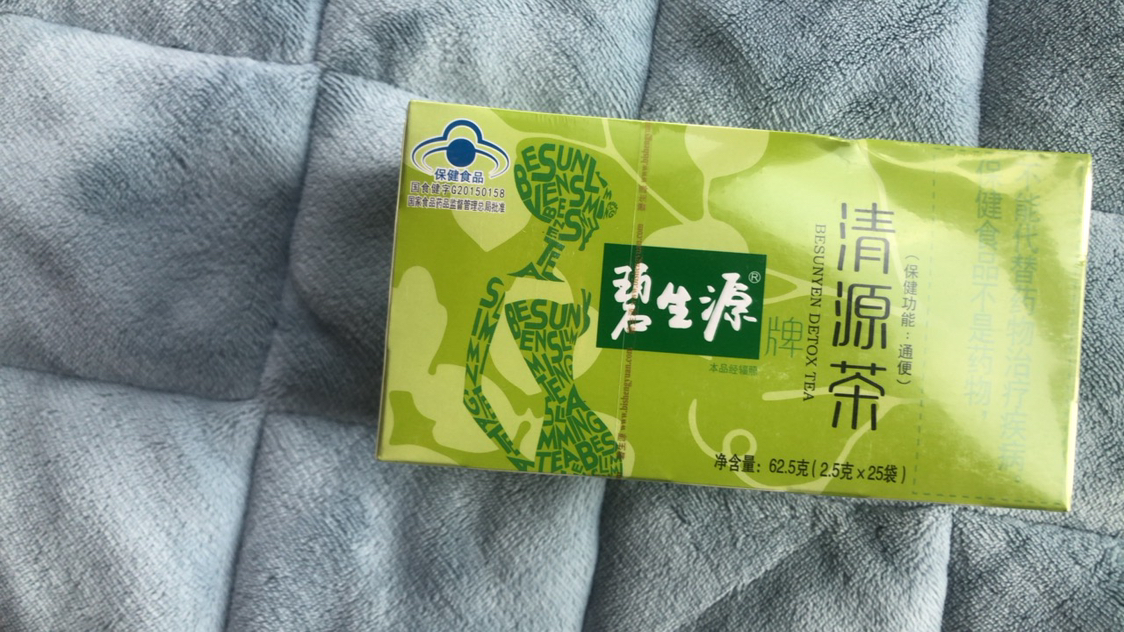 保健食品
国食健字G20150158
国家食品药品监督管理总局批准
碧生源®
牌
本品经辐照
清源茶
BESUNYEN DETOX TEA
(保健功能：通便)
保健食品不是药物，
不能代替药物治疗疾病。
净含量：62.5克(2.5克×25袋)